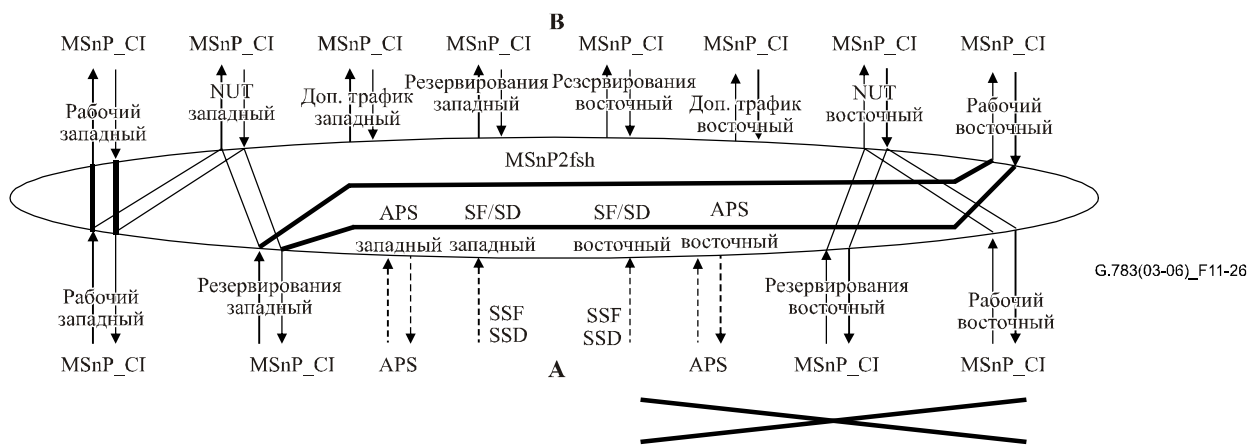 B
MSnP_CI MSnP_CI MSnP_CI MSnP_CI MSnP_CI MSnP_CI MSnP_CI MSnP_CI
Рабочий западный
NUT западный
Доп. трафик западный
Резервирования западный
Резервирования восточный
Доп. трафик восточный
NUT восточный
Рабочий восточный
MSnP2fsh
APS западный
SF/SD западный
SF/SD восточный
APS восточный
G.783(03-06)_F11-26
Рабочий западный
Резервирования западный
SSF
SSD
SSF
SSD
Резервирования восточный
Рабочий восточный
MSnP_CI MSnP_CI APS A APS MSnP_CI MSnP_CI